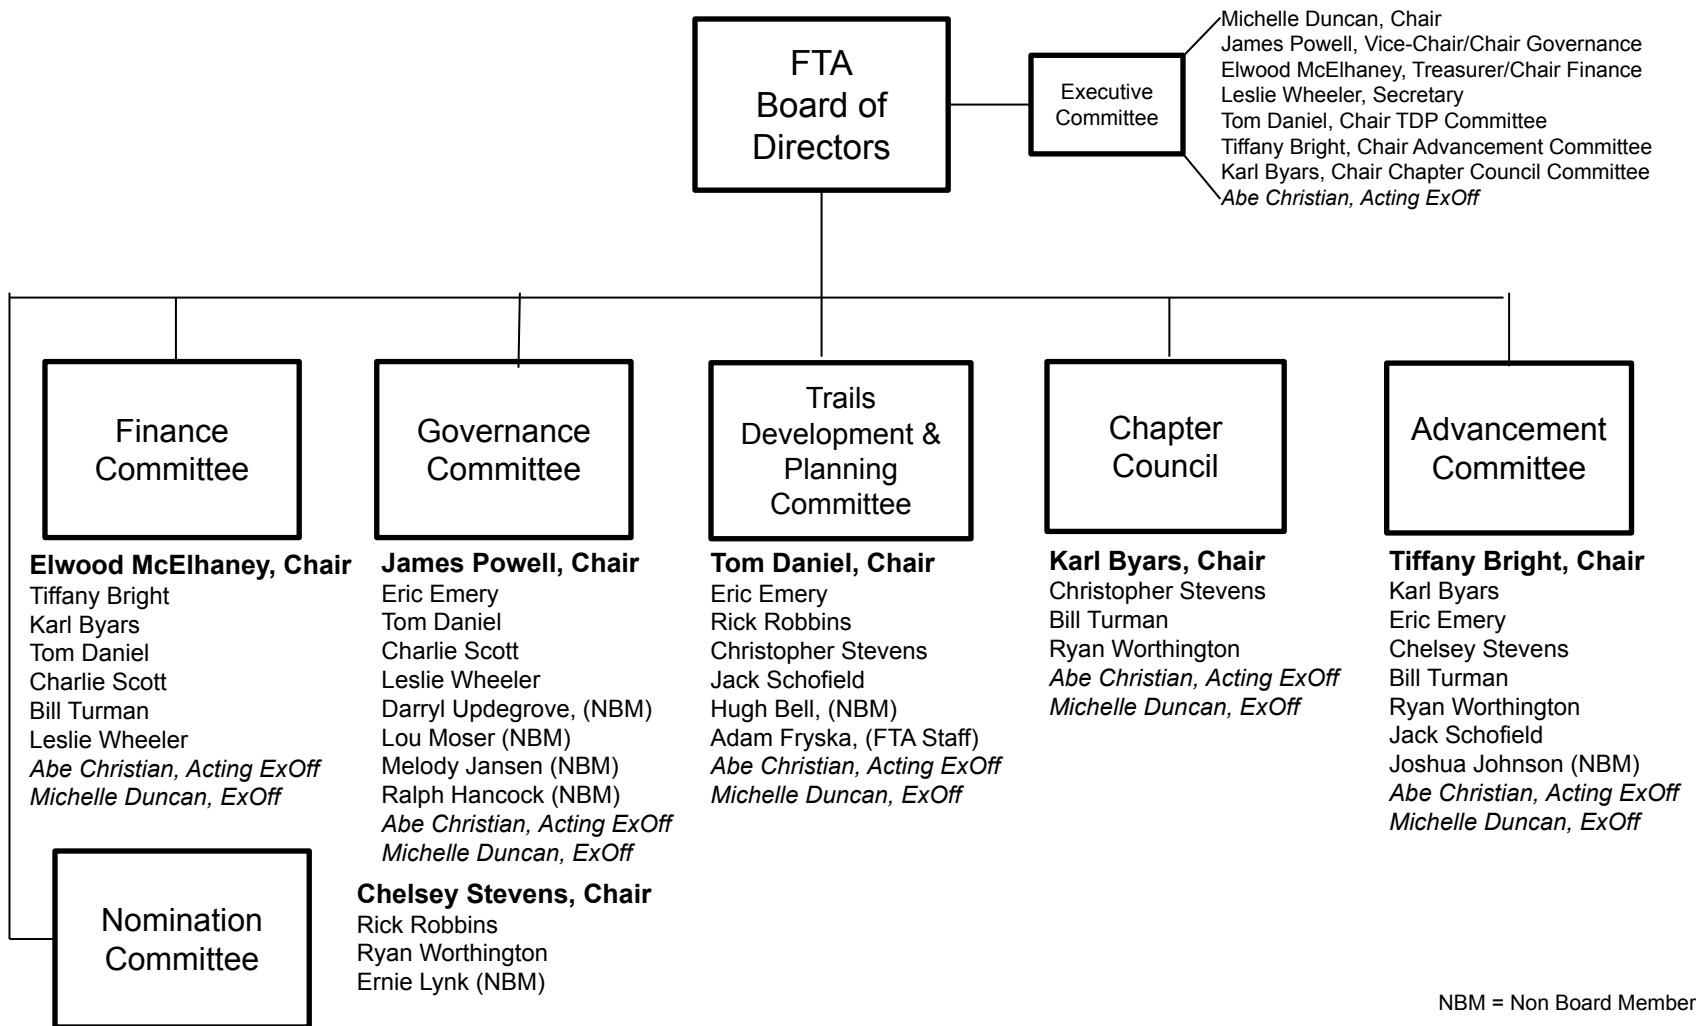 FTA
Board of
Directors
Executive
Committee
Michelle Duncan, Chair
James Powell, Vice-Chair/Chair Governance
Elwood McElhaney, Treasurer/Chair Finance
Leslie Wheeler, Secretary
Tom Daniel, Chair TDP Committee
Tiffany Bright, Chair Advancement Committee
Karl Byars, Chair Chapter Council Committee
Abe Christian, Acting ExOff
Finance
Committee
Elwood McElhaney, Chair
Tiffany Bright
Karl Byars
Tom Daniel
Charlie Scott
Bill Turman
Leslie Wheeler
Abe Christian, Acting ExOff
Michelle Duncan, ExOff
Governance
Committee
James Powell, Chair
Eric Emery
Tom Daniel
Charlie Scott
Leslie Wheeler
Darryl Updegrove, (NBM)
Lou Moser (NBM)
Melody Jansen (NBM)
Ralph Hancock (NBM)
Abe Christian, Acting ExOff
Michelle Duncan, ExOff
Trails
Development &
Planning
Committee
Tom Daniel, Chair
Eric Emery
Rick Robbins
Christopher Stevens
Jack Schofield
Hugh Bell, (NBM)
Adam Fryska, (FTA Staff)
Abe Christian, Acting ExOff
Michelle Duncan, ExOff
Chapter
Council
Karl Byars, Chair
Christopher Stevens
Bill Turman
Ryan Worthington
Abe Christian, Acting ExOff
Michelle Duncan, ExOff
Advancement
Committee
Tiffany Bright, Chair
Karl Byars
Eric Emery
Chelsey Stevens
Bill Turman
Ryan Worthington
Jack Schofield
Joshua Johnson (NBM)
Abe Christian, Acting ExOff
Michelle Duncan, ExOff
Nomination
Committee
Chelsey Stevens, Chair
Rick Robbins
Ryan Worthington
Ernie Lynk (NBM)
NBM = Non Board Member